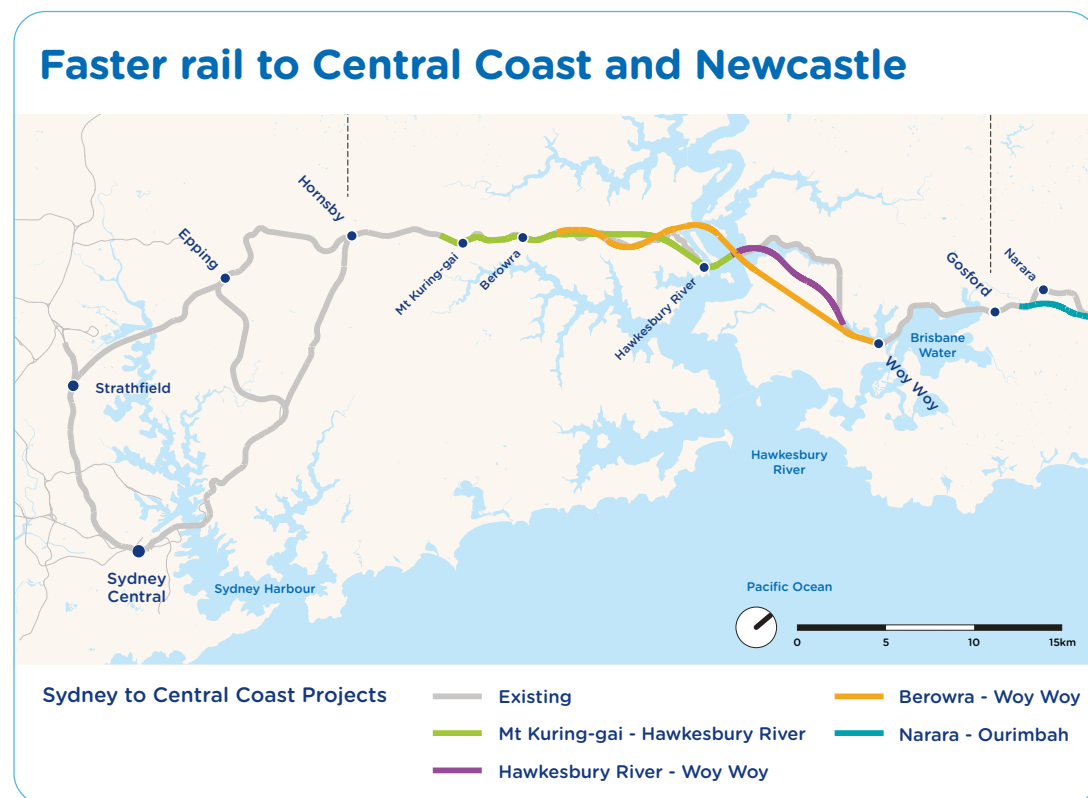 Faster rail to Central Coast and Newcastle
Hornsby
Epping
Mt Kuring-gai
Berowra
Hawkesbury River
Gosford
Narara
Brisbane
Water
Woy Woy
Strathfield
Hawkesbury
River
Sydney
Central
Sydney Harbour
Pacific Ocean
0 5 10 15km
Sydney to Central Coast Projects
Existing
Mt Kuring-gai - Hawkesbury River
Hawkesbury River - Woy Woy
Berowra - Woy Woy
Narara - Ourimbah